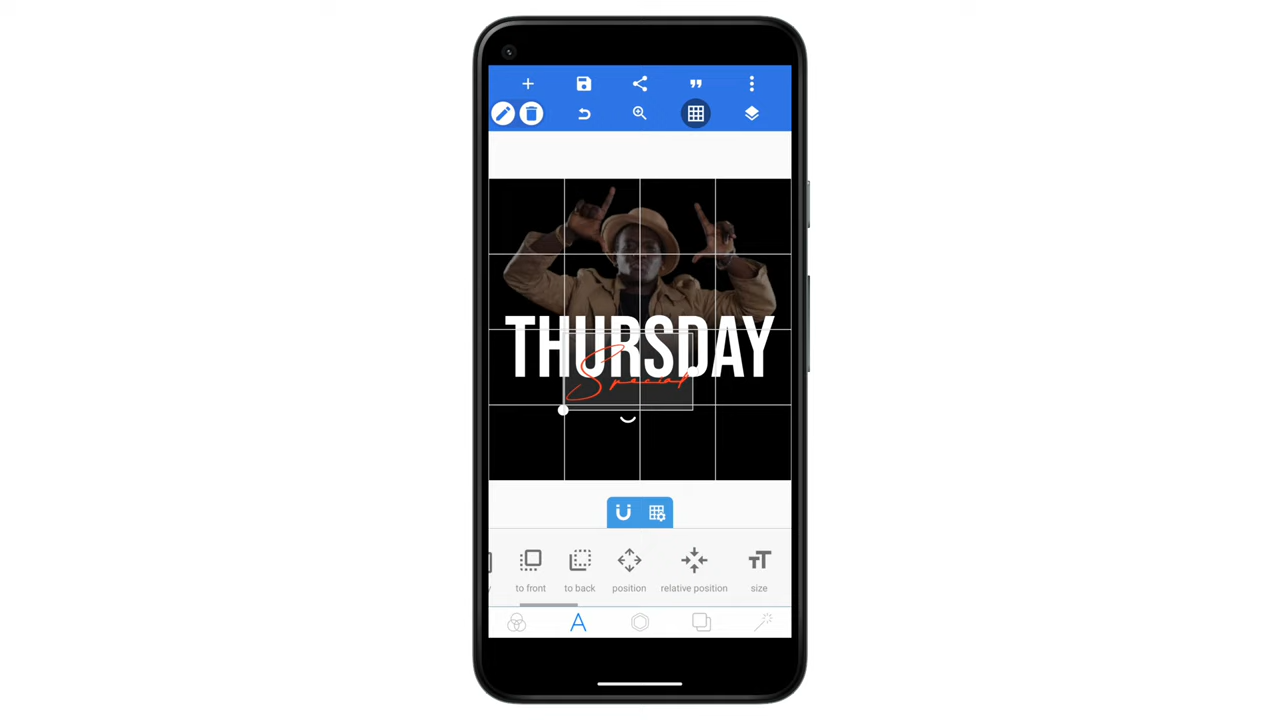 THURSDAY
Special
to front
to back
position
relative position
size